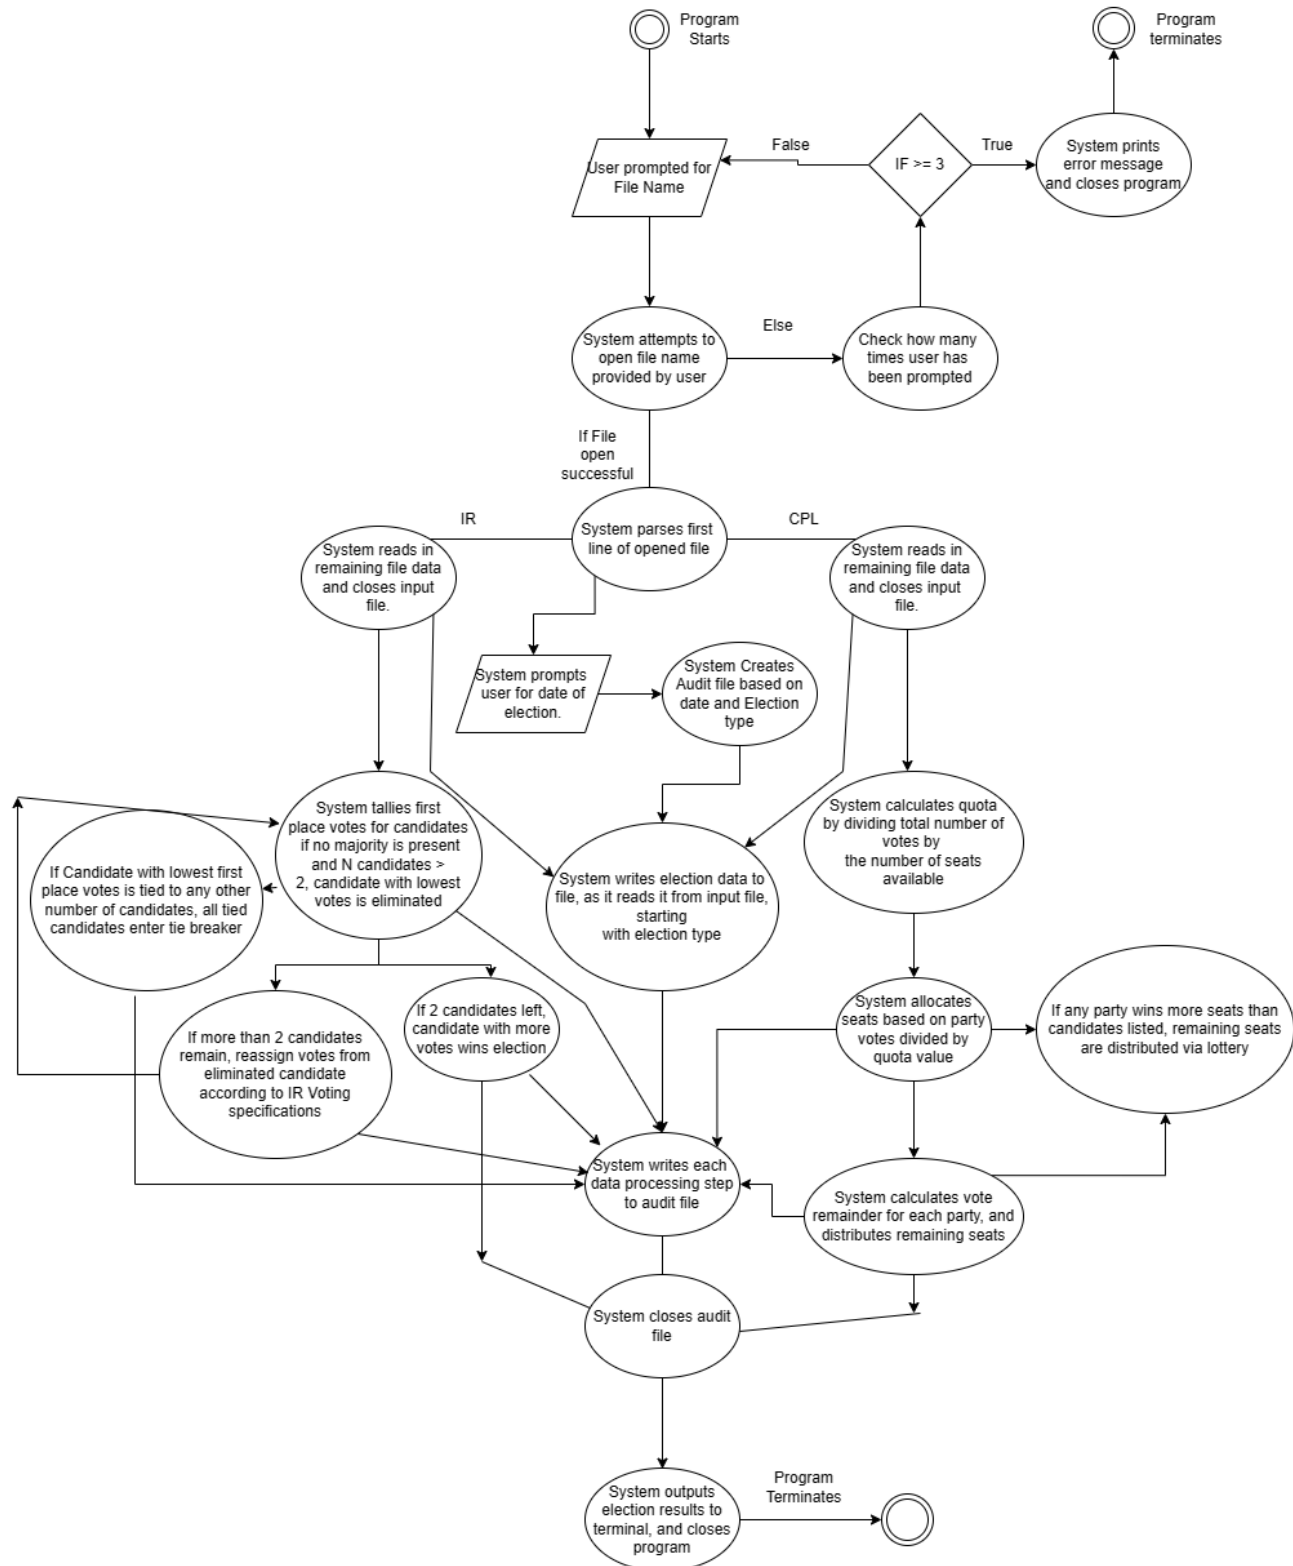 Program
Starts
Program
terminates
User prompted for
File Name
False
IF >= 3
True
System prints
error message
and closes program
System attempts to
open file name
provided by user
Else
Check how many
times user has
been prompted
If File
open
successful
IR
System parses first
line of opened file
CPL
System reads in
remaining file data
and closes input
file.
System reads in
remaining file data
and closes input
file.
System prompts
user for date of
election.
System Creates
Audit file based on
date and Election
type
System tallies first
place votes for candidates
if no majority is present
and N candidates >
2, candidate with lowest
votes is eliminated
If Candidate with lowest first
place votes is tied to any other
number of candidates, all tied
candidates enter tie breaker
System writes election data to
file, as it reads it from input file,
starting
with election type
System calculates quota
by dividing total number of
votes by
the number of seats
available
If more than 2 candidates
remain, reassign votes from
eliminated candidate
according to IR Voting
specifications
If 2 candidates left,
candidate with more
votes wins election
System allocates
seats based on party
votes divided by
quota value
If any party wins more seats than
candidates listed, remaining seats
are distributed via lottery
System writes each
data processing step
to audit file
System calculates vote
remainder for each party, and
distributes remaining seats
System closes audit
file
System outputs
election results to
terminal, and closes
program
Program
Terminates